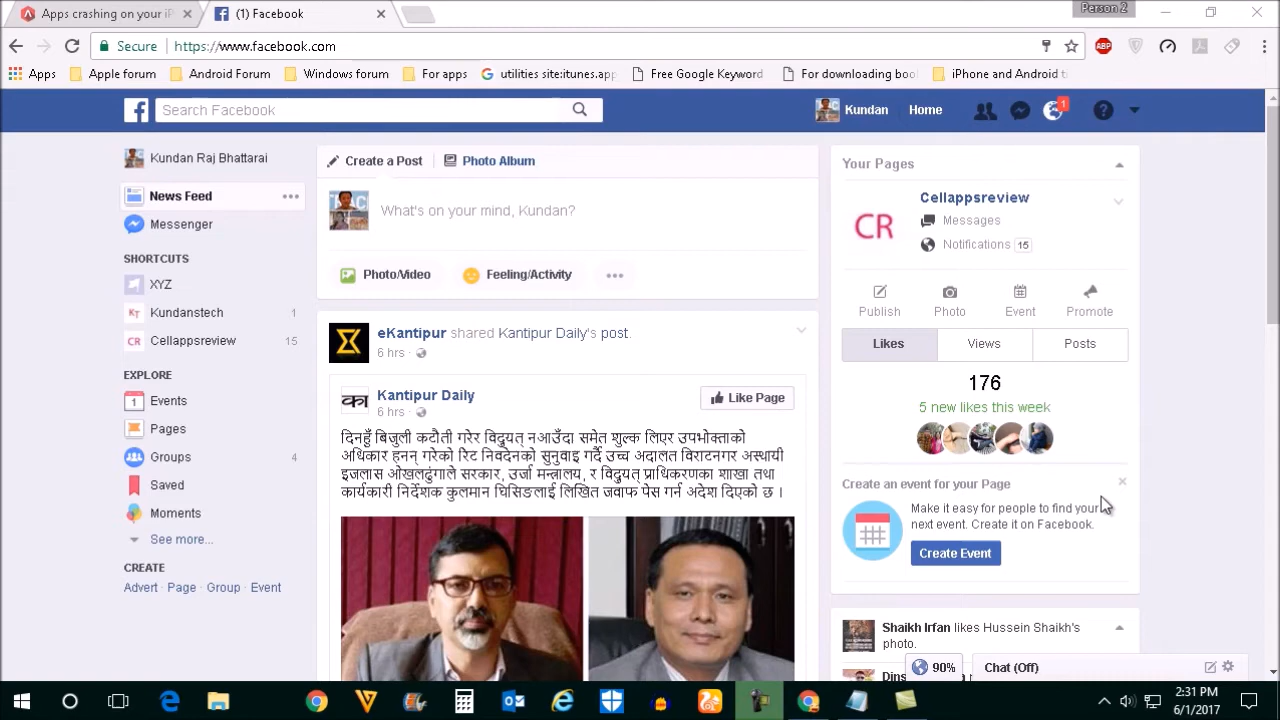 Apps crashing on your iP
(1) Facebook
Person 2
Secure
https://www.facebook.com
ABP
Apps
Apple forum
Android Forum
Windows forum
For apps
utilities site:itunes.app
Free Google Keyword
For downloading boo
iPhone and Android ti
Search Facebook
Kundan
Home
1
Kundan Raj Bhattarai
News Feed
Messenger
SHORTCUTS
XYZ
Kundanstech
1
Cellappsreview
15
EXPLORE
1
Events
Pages
Groups
4
Saved
Moments
See more...
CREATE
Advert · Page · Group · Event
Create a Post
Photo Album
What's on your mind, Kundan?
Photo/Video
Feeling/Activity
eKantipur shared Kantipur Daily's post.
6 hrs ·
का
Kantipur Daily
6 hrs ·
Like Page
दिनहुँ बिजुली कटौती गरेर विद्युत् नआउँदा समेत शुल्क लिएर उपभोक्ताको
अधिकार हनन् गरेको रिट निवदेनको सुनुवाइ गर्दै उच्च अदालत विराटनगर अस्थायी
इजलास ओखलढुंगाले सरकार, उर्जा मन्त्रालय, र विद्युत् प्राधिकरणका शाखा तथा
कार्यकारी निर्देशक कुलमान घिसिङलाई लिखित जवाफ पेस गर्न अदेश दिएको छ ।
Your Pages
CR
Cellappsreview
Messages
Notifications 15
Publish
Photo
Event
Promote
Likes
Views
Posts
176
5 new likes this week
Create an event for your Page
Make it easy for people to find your
next event. Create it on Facebook.
Create Event
Shaikh Irfan likes Hussein Shaikh's
photo.
90%
Chat (Off)
2:31 PM
6/1/2017